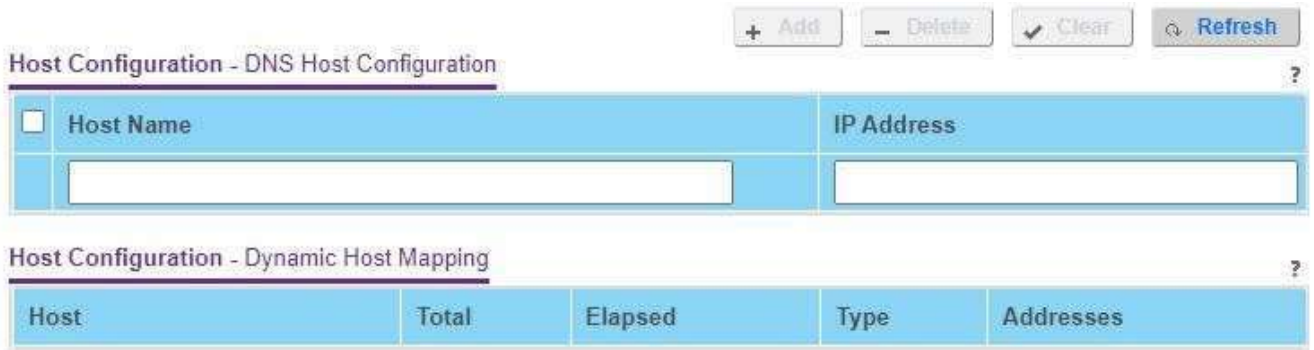 Add Delete Clear Refresh
Host Configuration - DNS Host Configuration ?
Host Name IP Address
Host Configuration - Dynamic Host Mapping ?
Host Total Elapsed Type Addresses